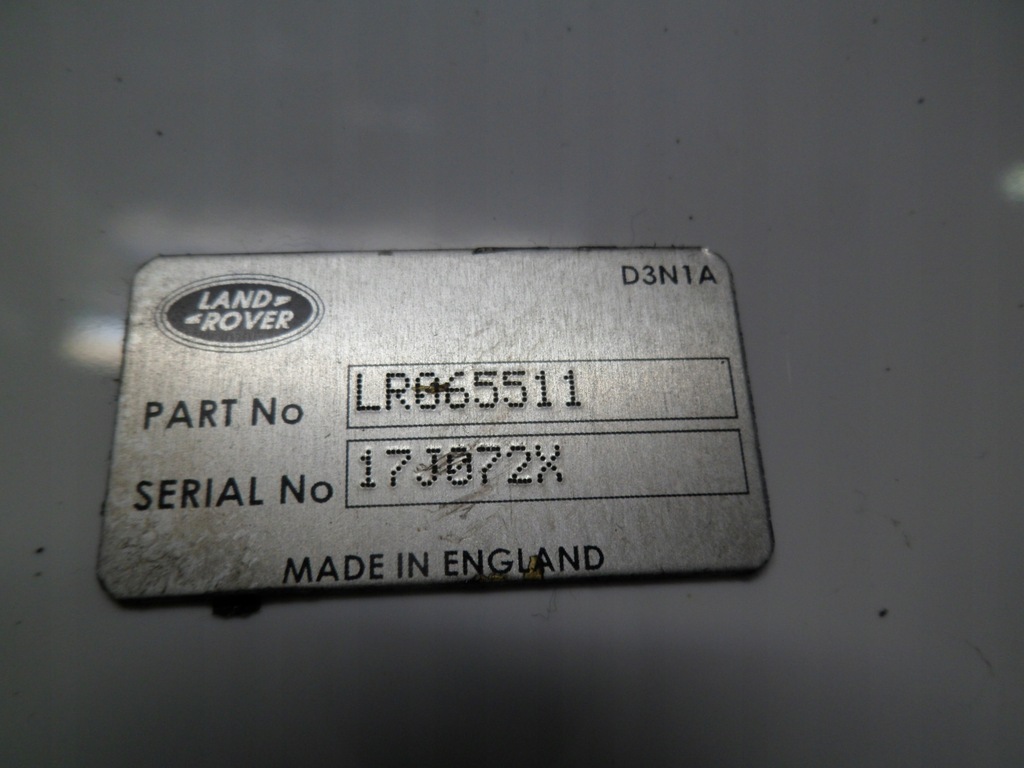 LAND
ROVER
D3N1A
PART No LR065511
SERIAL No 17J072X
MADE IN ENGLAND